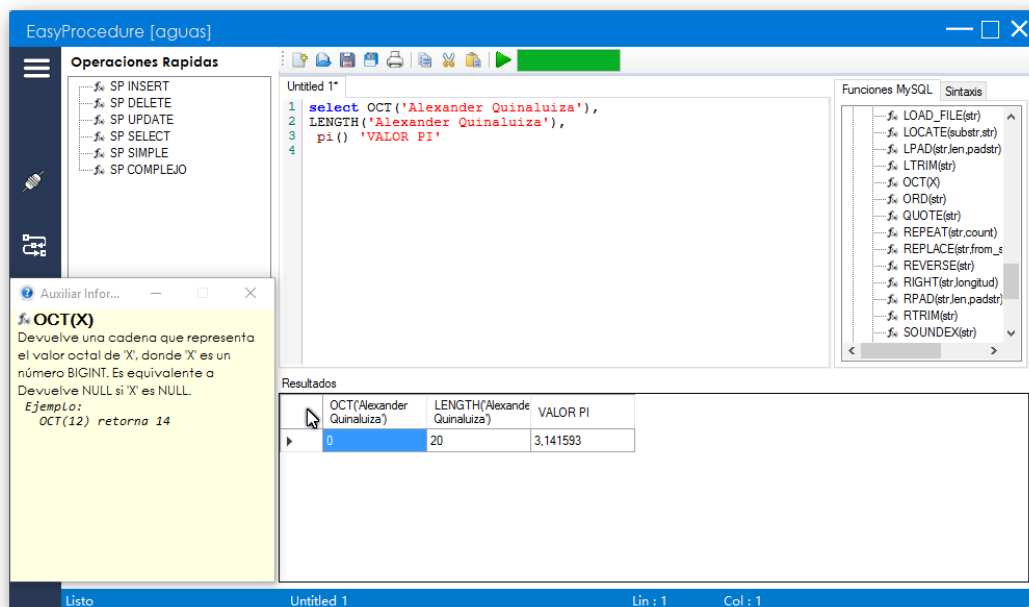 EasyProcedure [aguas]
Operaciones Rapidas
SP INSERT
SP DELETE
SP UPDATE
SP SELECT
SP SIMPLE
SP COMPLEJO
Untitled 1*
1 select OCT('Alexander Quinaluiza'),
2 LENGTH('Alexander Quinaluiza'),
3 pi() 'VALOR PI'
4
Funciones MySQL Sintaxis
LOAD_FILE(str)
LOCATE(substr,str)
LPAD(str,len,padstr)
LTRIM(str)
OCT(X)
ORD(str)
QUOTE(str)
REPEAT(str,count)
REPLACE(str,from_s
REVERSE(str)
RIGHT(str,longitud)
RPAD(str,len,padstr)
RTRIM(str)
SOUNDEX(str)
Auxiliar Infor...
OCT(X)
Devuelve una cadena que representa
el valor octal de 'X', donde 'X' es un
número BIGINT. Es equivalente a
Devuelve NULL si 'X' es NULL.
Ejemplo:
OCT(12) retorna 14
Resultados
OCT('Alexander
Quinaluiza')
LENGTH('Alexande
Quinaluiza')
VALOR PI
0 20 3,141593
Listo Untitled 1 Lin : 1 Col : 1